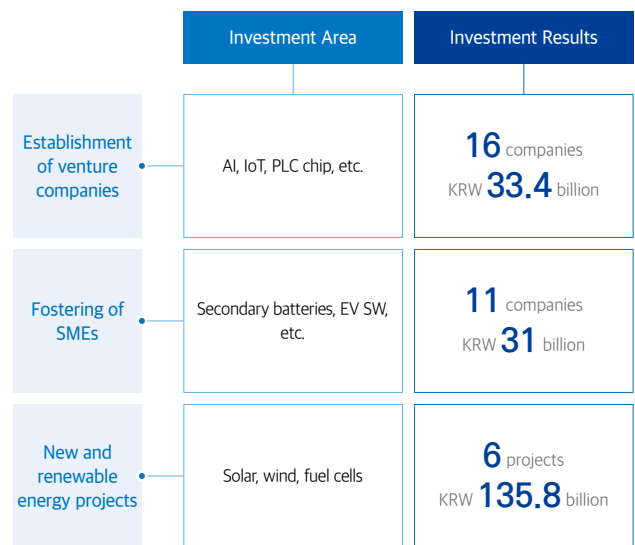 Investment Area
Investment Results
Establishment
of venture
companies
AI, IoT, PLC chip, etc.
16 companies
KRW 33.4 billion
Fostering of
SMEs
Secondary batteries, EV SW,
etc.
11 companies
KRW 31 billion
New and
renewable
energy projects
Solar, wind, fuel cells
6 projects
KRW 135.8 billion